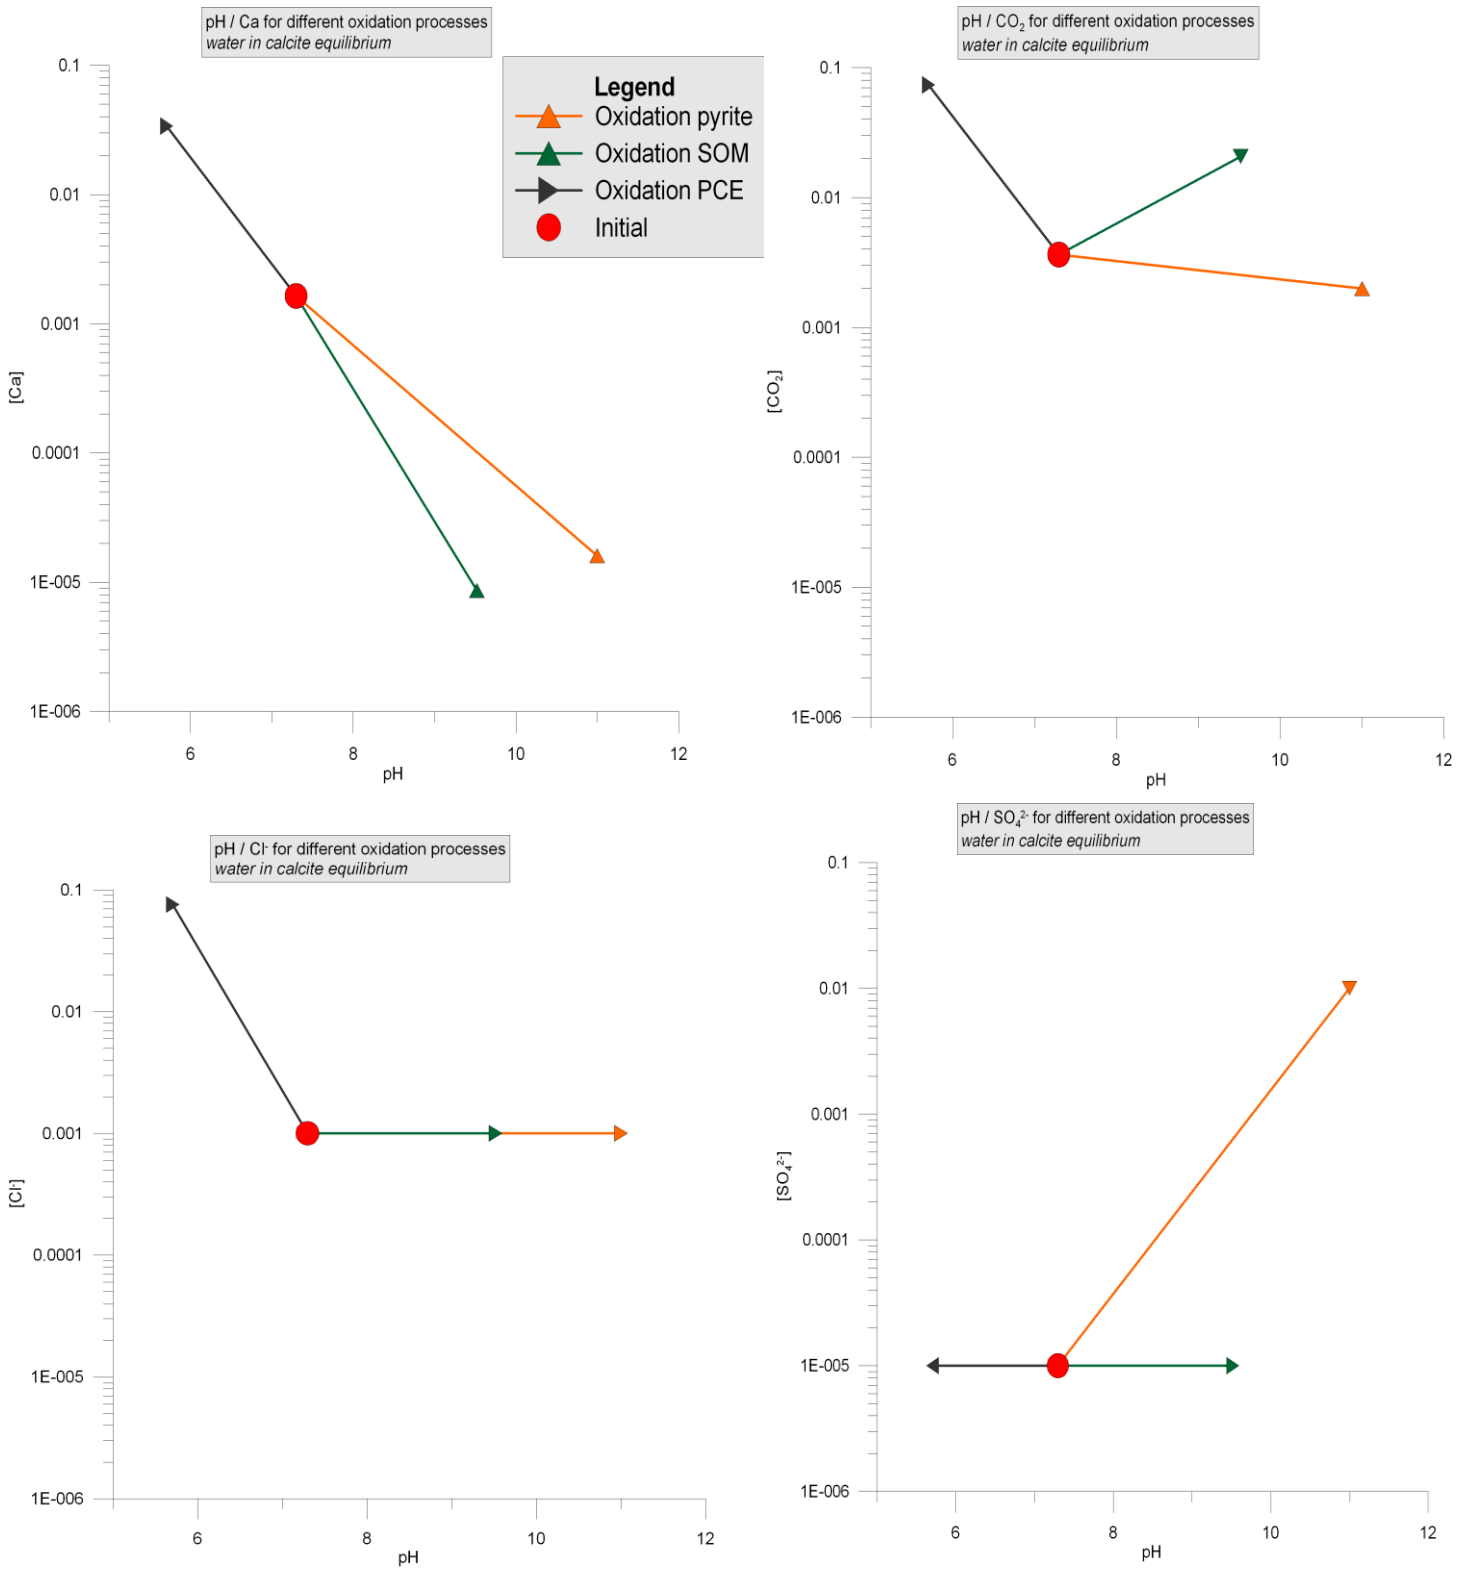 pH / Ca for different oxidation processes
water in calcite equilibrium
0.1
0.01
0.001
0.0001
1E-005
1E-006
[Ca]
6
8
10
12
pH
Legend
Oxidation pyrite
Oxidation SOM
Oxidation PCE
Initial
pH / CO₂ for different oxidation processes
water in calcite equilibrium
0.1
0.01
0.001
0.0001
1E-005
1E-006
[CO₂]
6
8
10
12
pH
pH / Cl⁻ for different oxidation processes
water in calcite equilibrium
0.1
0.01
0.001
0.0001
1E-005
1E-006
[Cl⁻]
6
8
10
12
pH
pH / SO₄²⁻ for different oxidation processes
water in calcite equilibrium
0.1
0.01
0.001
0.0001
1E-005
1E-006
[SO₄²⁻]
6
8
10
12
pH